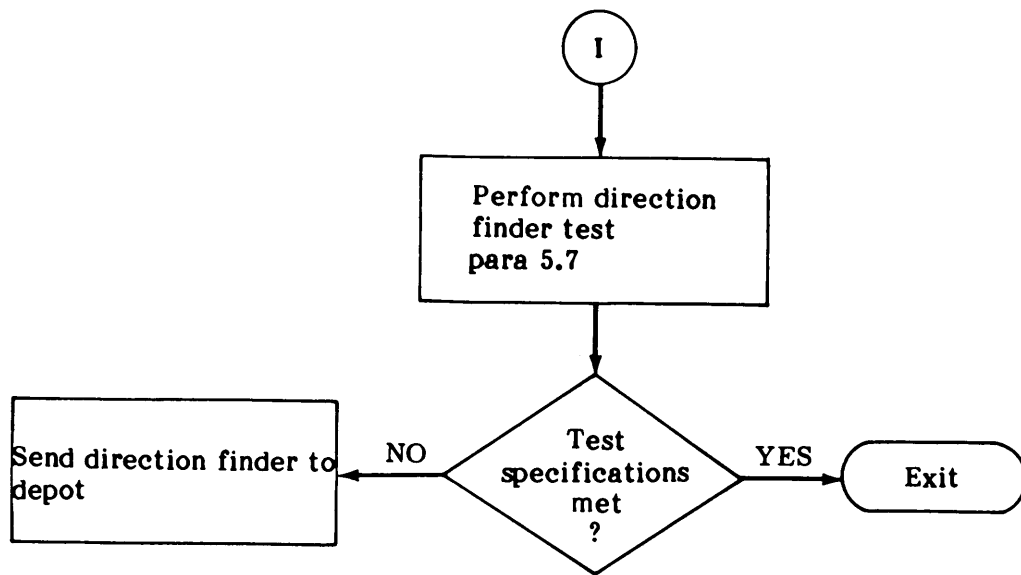 I
Perform direction
finder test
para 5.7
Send direction finder to
depot
NO
Test
specifications
met
?
YES
Exit